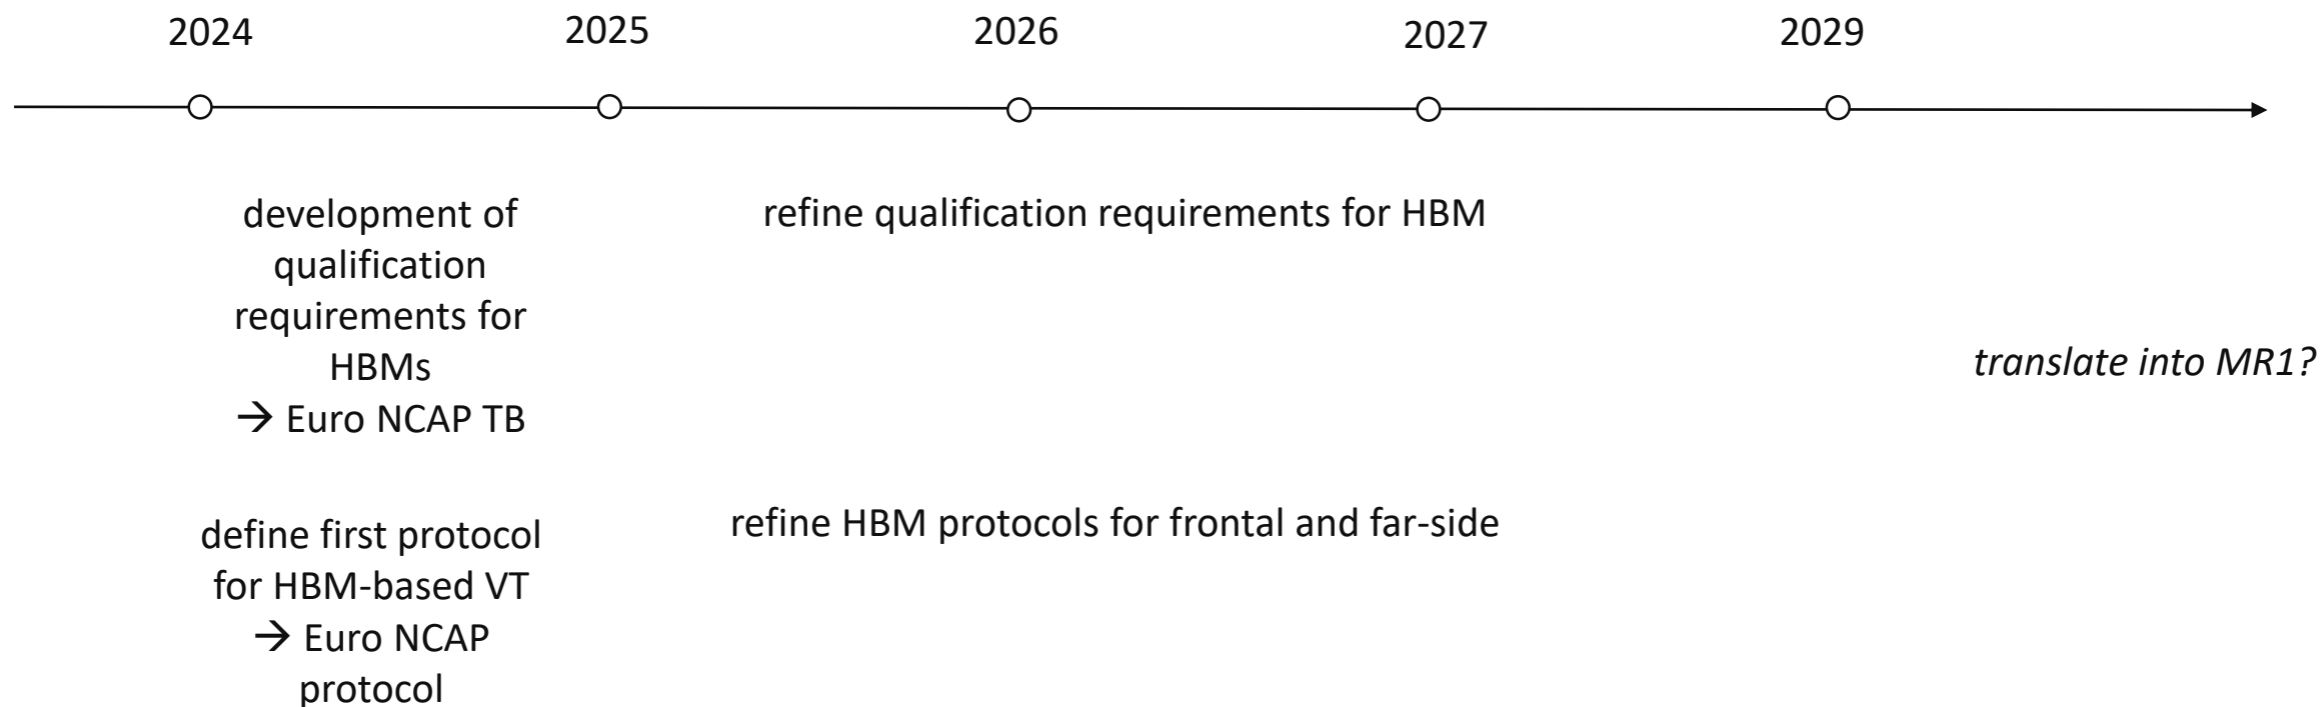 2024 2025 2026 2027 2029
development of
qualification
requirements for
HBMs
→ Euro NCAP TB
refine qualification requirements for HBM
translate into MR1?
define first protocol
for HBM-based VT
→ Euro NCAP
protocol
refine HBM protocols for frontal and far-side